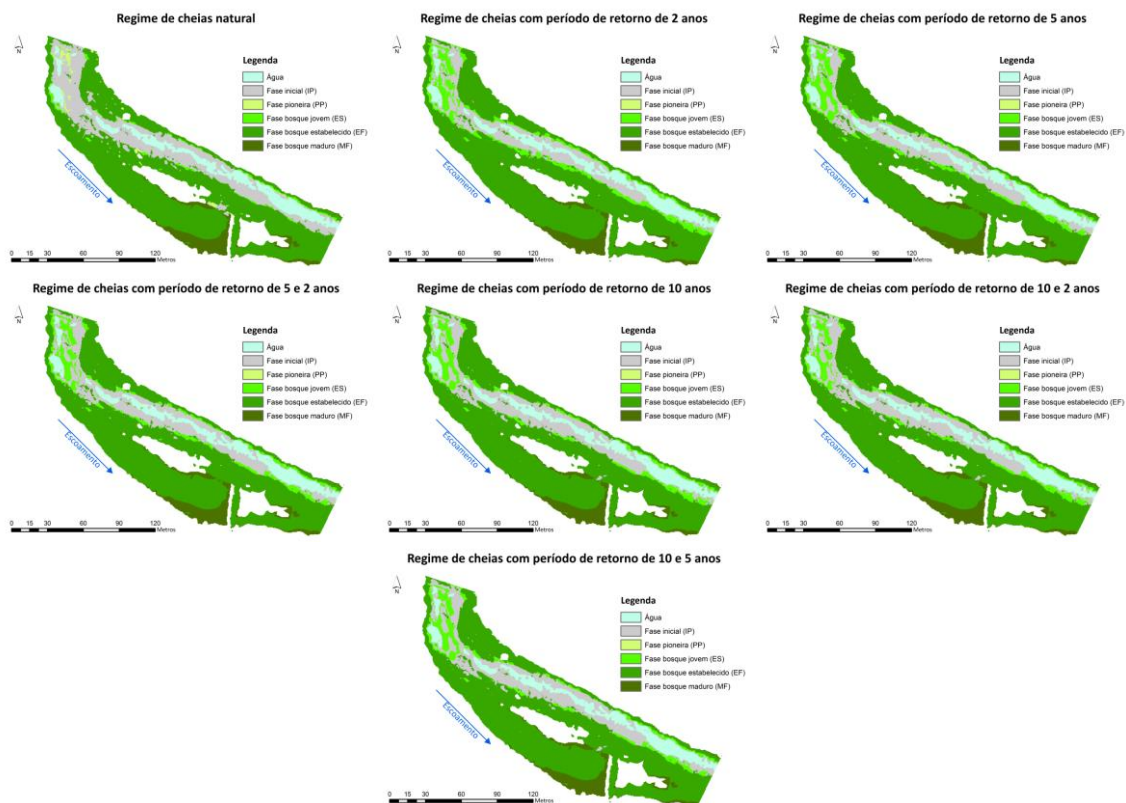 Regime de cheias natural
N
Legenda
Água
Fase inicial (IP)
Fase pioneira (PP)
Fase bosque jovem (ES)
Fase bosque estabelecido (EF)
Fase bosque maduro (MF)
Escoamento
0 15 30 60 90 120
Metros
Regime de cheias com período de retorno de 2 anos
N
Legenda
Água
Fase inicial (IP)
Fase pioneira (PP)
Fase bosque jovem (ES)
Fase bosque estabelecido (EF)
Fase bosque maduro (MF)
Escoamento
0 15 30 60 90 120
Metros
Regime de cheias com período de retorno de 5 anos
N
Legenda
Água
Fase inicial (IP)
Fase pioneira (PP)
Fase bosque jovem (ES)
Fase bosque estabelecido (EF)
Fase bosque maduro (MF)
Escoamento
0 15 30 60 90 120
Metros
Regime de cheias com período de retorno de 5 e 2 anos
N
Legenda
Água
Fase inicial (IP)
Fase pioneira (PP)
Fase bosque jovem (ES)
Fase bosque estabelecido (EF)
Fase bosque maduro (MF)
Escoamento
0 15 30 60 90 120
Metros
Regime de cheias com período de retorno de 10 anos
N
Legenda
Água
Fase inicial (IP)
Fase pioneira (PP)
Fase bosque jovem (ES)
Fase bosque estabelecido (EF)
Fase bosque maduro (MF)
Escoamento
0 15 30 60 90 120
Metros
Regime de cheias com período de retorno de 10 e 2 anos
N
Legenda
Água
Fase inicial (IP)
Fase pioneira (PP)
Fase bosque jovem (ES)
Fase bosque estabelecido (EF)
Fase bosque maduro (MF)
Escoamento
0 15 30 60 90 120
Metros
Regime de cheias com período de retorno de 10 e 5 anos
N
Legenda
Água
Fase inicial (IP)
Fase pioneira (PP)
Fase bosque jovem (ES)
Fase bosque estabelecido (EF)
Fase bosque maduro (MF)
Escoamento
0 15 30 60 90 120
Metros